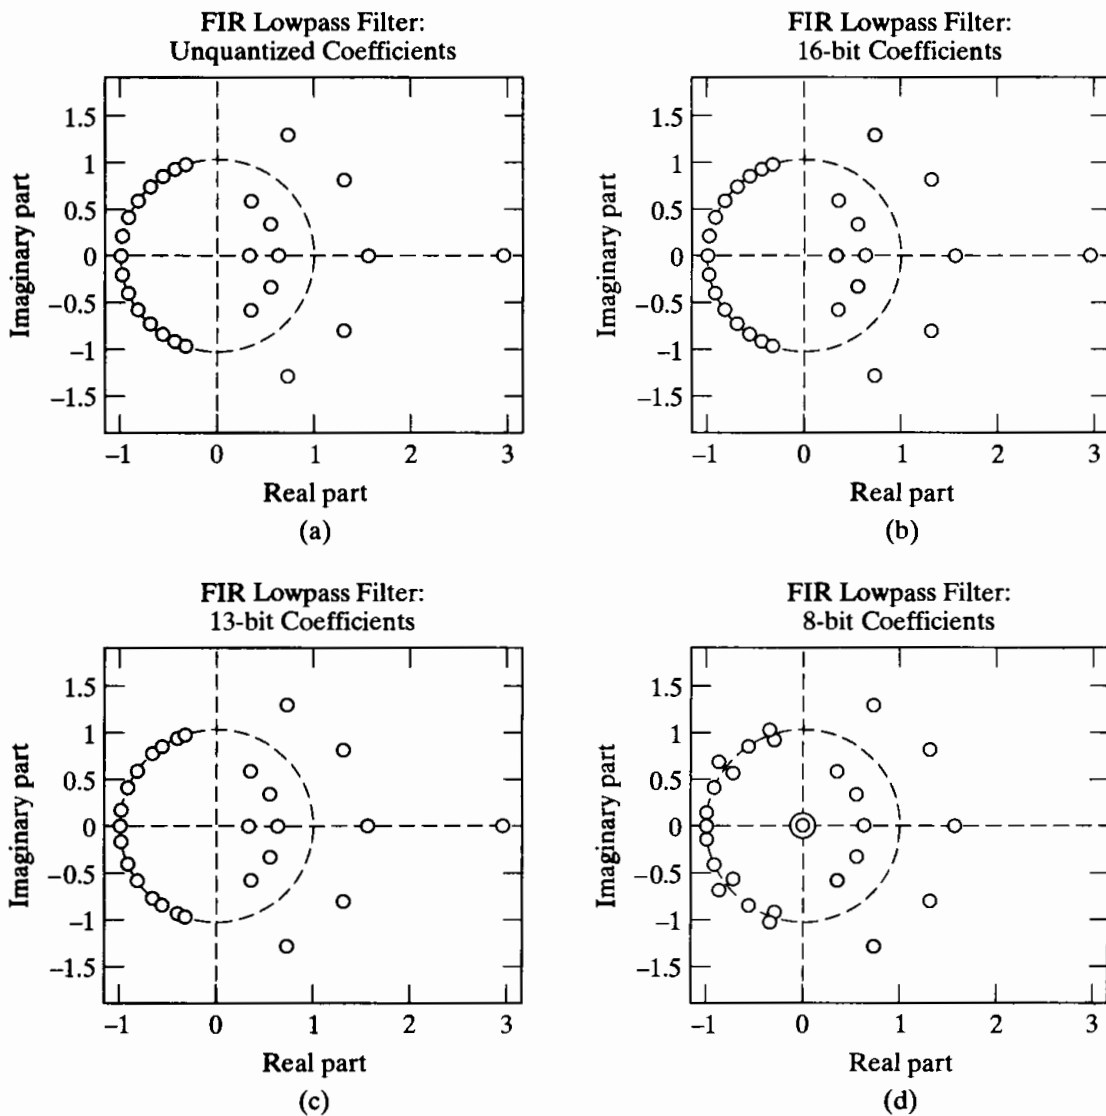 FIR Lowpass Filter:
Unquantized Coefficients
1.5
1
0.5
0
−0.5
−1
−1.5
Imaginary part
−1 0 1 2 3
Real part
(a)
FIR Lowpass Filter:
16-bit Coefficients
1.5
1
0.5
0
−0.5
−1
−1.5
Imaginary part
−1 0 1 2 3
Real part
(b)
FIR Lowpass Filter:
13-bit Coefficients
1.5
1
0.5
0
−0.5
−1
−1.5
Imaginary part
−1 0 1 2 3
Real part
(c)
FIR Lowpass Filter:
8-bit Coefficients
1.5
1
0.5
0
−0.5
−1
−1.5
Imaginary part
−1 0 1 2 3
Real part
(d)